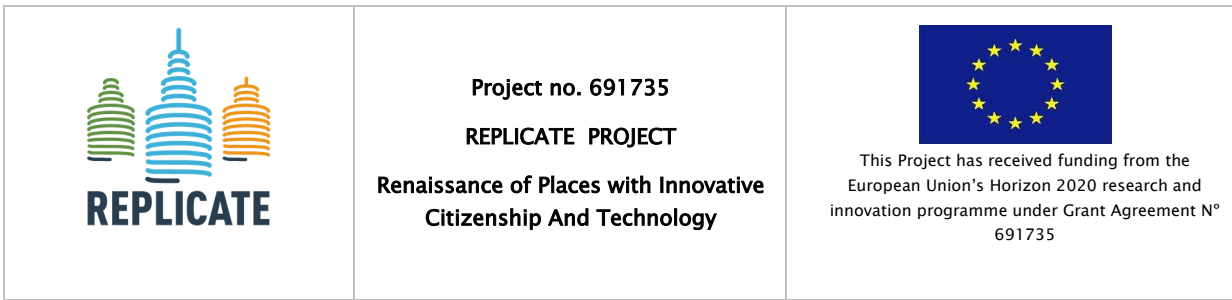 REPLICATE
Project no. 691735
REPLICATE PROJECT
Renaissance of Places with Innovative
Citizenship And Technology
This Project has received funding from the
European Union’s Horizon 2020 research and
innovation programme under Grant Agreement N°
691735